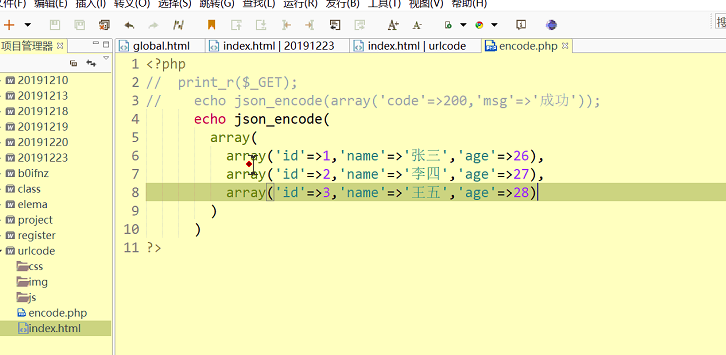 文件(F) 编辑(E) 插入(I) 转义(O) 选择(S) 跳转(G) 查找(L) 运行(R) 发行(B) 工具(T) 视图(V) 帮助(H)
项目管理器
global.html
index.html | 20191223
index.html | urlcode
encode.php
20191210
20191213
20191218
20191219
20191220
20191223
b0ifnz
class
elema
project
register
urlcode
css
img
js
encode.php
index.html
1 <?php
2 //  print_r($_GET);
3 //    echo json_encode(array('code'=>200,'msg'=>'成功'));
4     echo json_encode(
5       array(
6         array('id'=>1,'name'=>'张三','age'=>26),
7         array('id'=>2,'name'=>'李四','age'=>27),
8         array('id'=>3,'name'=>'王五','age'=>28)
9       )
10     )
11 ?>